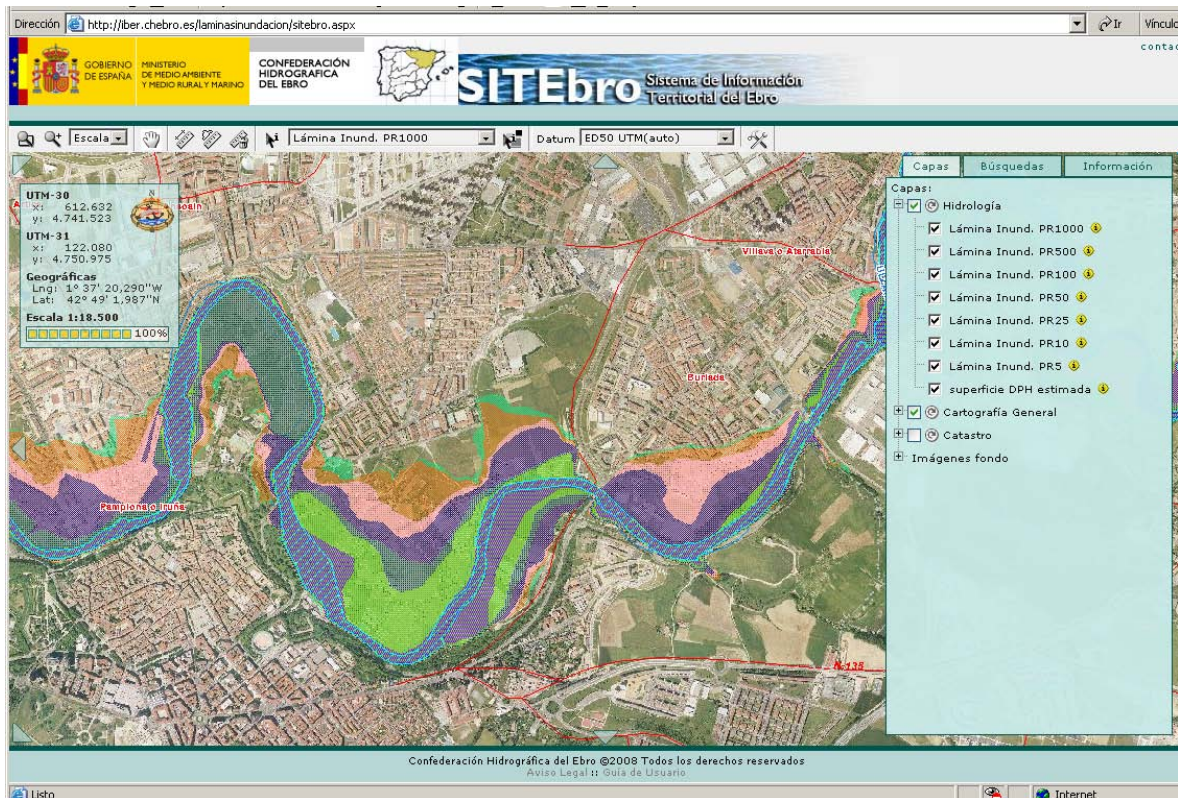 Dirección http://iber.chebro.es/laminasinundacion/sitebro.aspx Ir Vínculo
contac
GOBIERNO
DE ESPAÑA
MINISTERIO
DE MEDIO AMBIENTE
Y MEDIO RURAL Y MARINO
CONFEDERACIÓN
HIDROGRAFICA
DEL EBRO
SITEbro Sistema de Información
Territorial del Ebro
Escala Lámina Inund. PR1000 Datum ED50 UTM(auto)
UTM-30
x: 612.632
y: 4.741.523
UTM-31
x: 122.080
y: 4.750.975
Geográficas
Lng: 1º 37' 20,290''W
Lat: 42º 49' 1,987''N
Escala 1:18.500
100%
N
Villava o Atarrabia
Burlada
Pamplona o Iruña
N-135
Capas Búsquedas Información
Capas:
Hidrología
Lámina Inund. PR1000
Lámina Inund. PR500
Lámina Inund. PR100
Lámina Inund. PR50
Lámina Inund. PR25
Lámina Inund. PR10
Lámina Inund. PR5
superficie DPH estimada
Cartografía General
Catastro
Imágenes fondo
Confederación Hidrográfica del Ebro ©2008 Todos los derechos reservados
Aviso Legal :: Guía de Usuario
Listo Internet